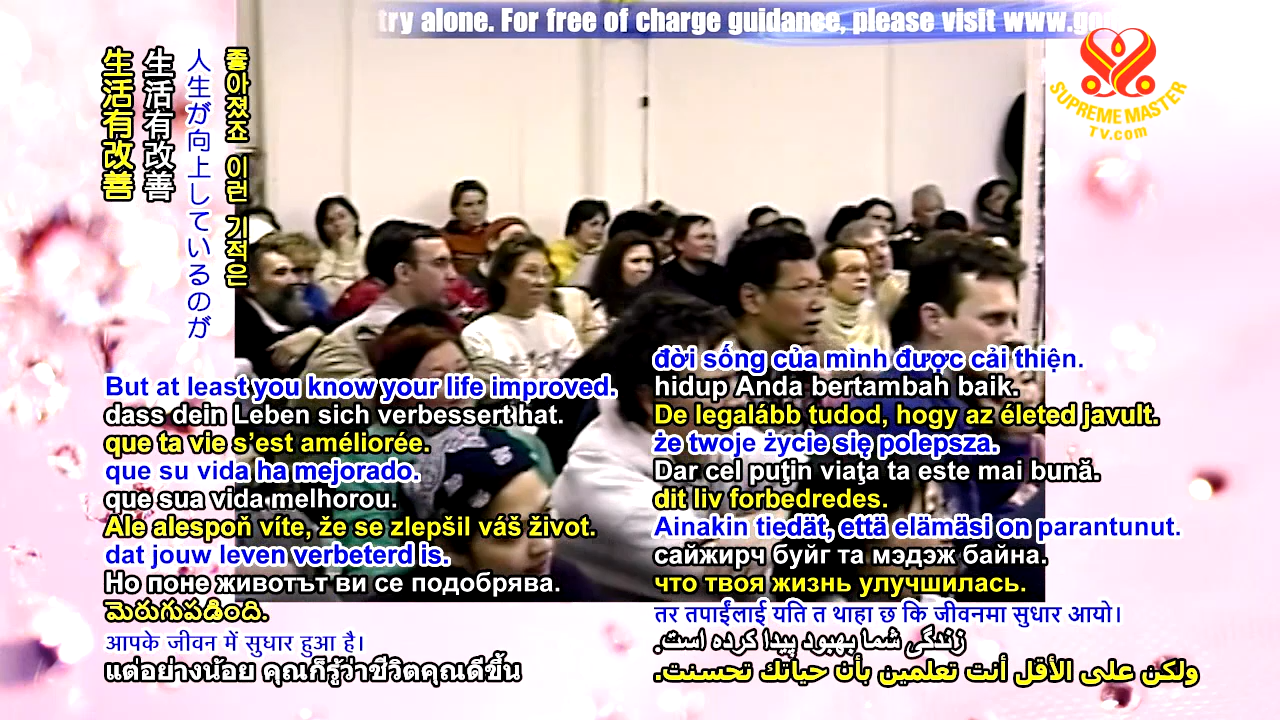 try alone. For free of charge guidance, please visit www.go
SUPREME MASTER
TV.com
좋아졌죠 이런 기적은
人生が向上しているのが
生活有改善
生活有改善
But at least you know your life improved.
dass dein Leben sich verbessert hat.
que ta vie s'est améliorée.
que su vida ha mejorado.
que sua vida melhorou.
Ale alespoň víte, že se zlepšil váš život.
dat jouw leven verbeterd is.
Но поне животът ви се подобрява.
మెరుగుపడింది.
आपके जीवन में सुधार हुआ है।
แต่อย่างน้อย คุณก็รู้ว่าชีวิตคุณดีขึ้น
đời sống của mình được cải thiện.
hidup Anda bertambah baik.
De legalább tudod, hogy az életed javult.
że twoje życie się polepsza.
Dar cel puţin viaţa ta este mai bună.
dit liv forbedredes.
Ainakin tiedät, että elämäsi on parantunut.
сайжирч буйг та мэдэж байна.
что твоя жизнь улучшилась.
तर तपाईंलाई यति त थाहा छ कि जीवनमा सुधार आयो।
زندگی شما بهبود پیدا کرده است.
ولكن على الأقل أنت تعلمين بأن حياتك تحسنت.